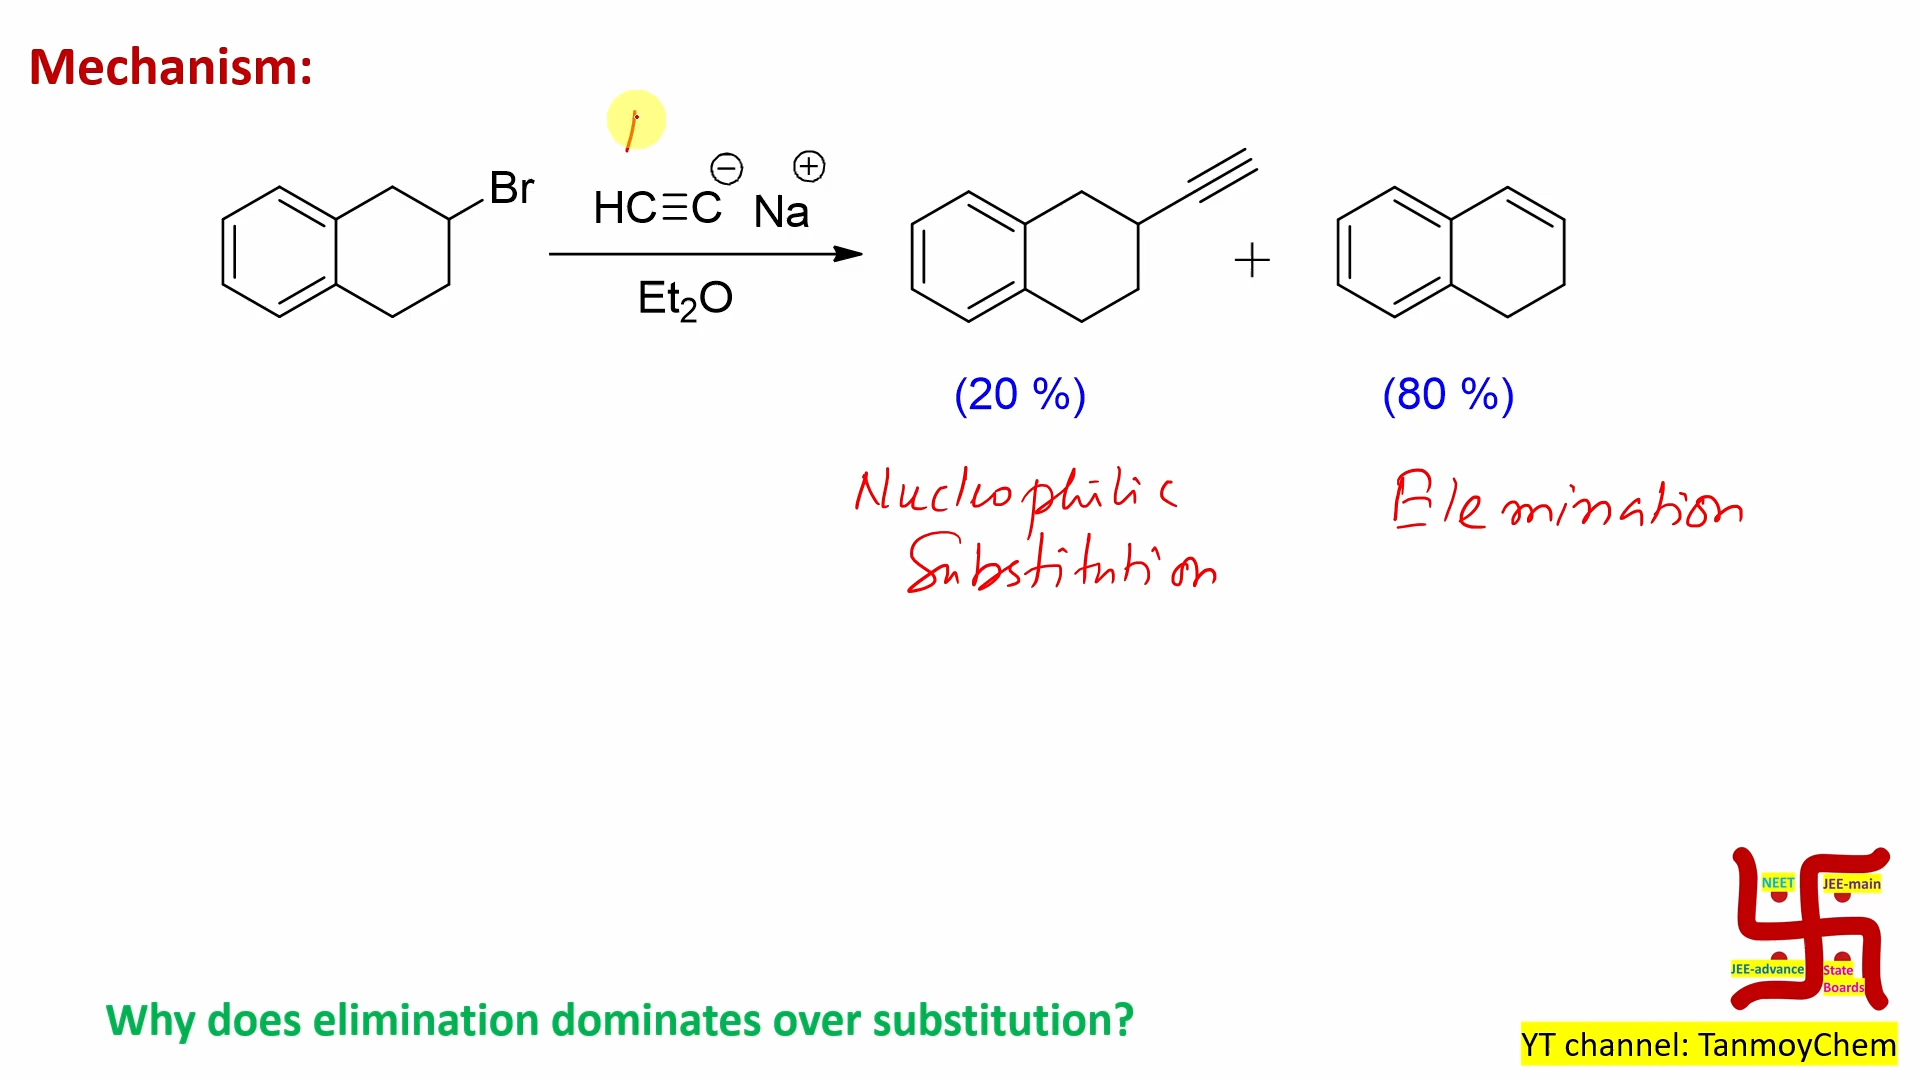 Mechanism:
Br
HC≡C⊖ Na⊕
Et₂O
+
(20 %)
(80 %)
Nucleophilic
Substitution
Elemination
NEET
JEE-main
JEE-advance
State
Boards
Why does elimination dominates over substitution?
YT channel: TanmoyChem